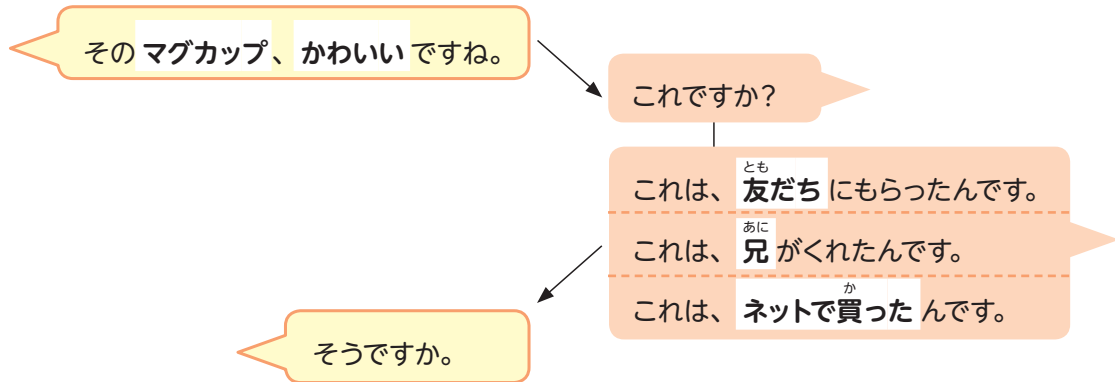 その マグカップ 、 かわいい ですね。
これですか？
とも
これは、 友だち にもらったんです。
あに
これは、 兄 がくれたんです。
か
これは、 ネットで買った んです。
そうですか。